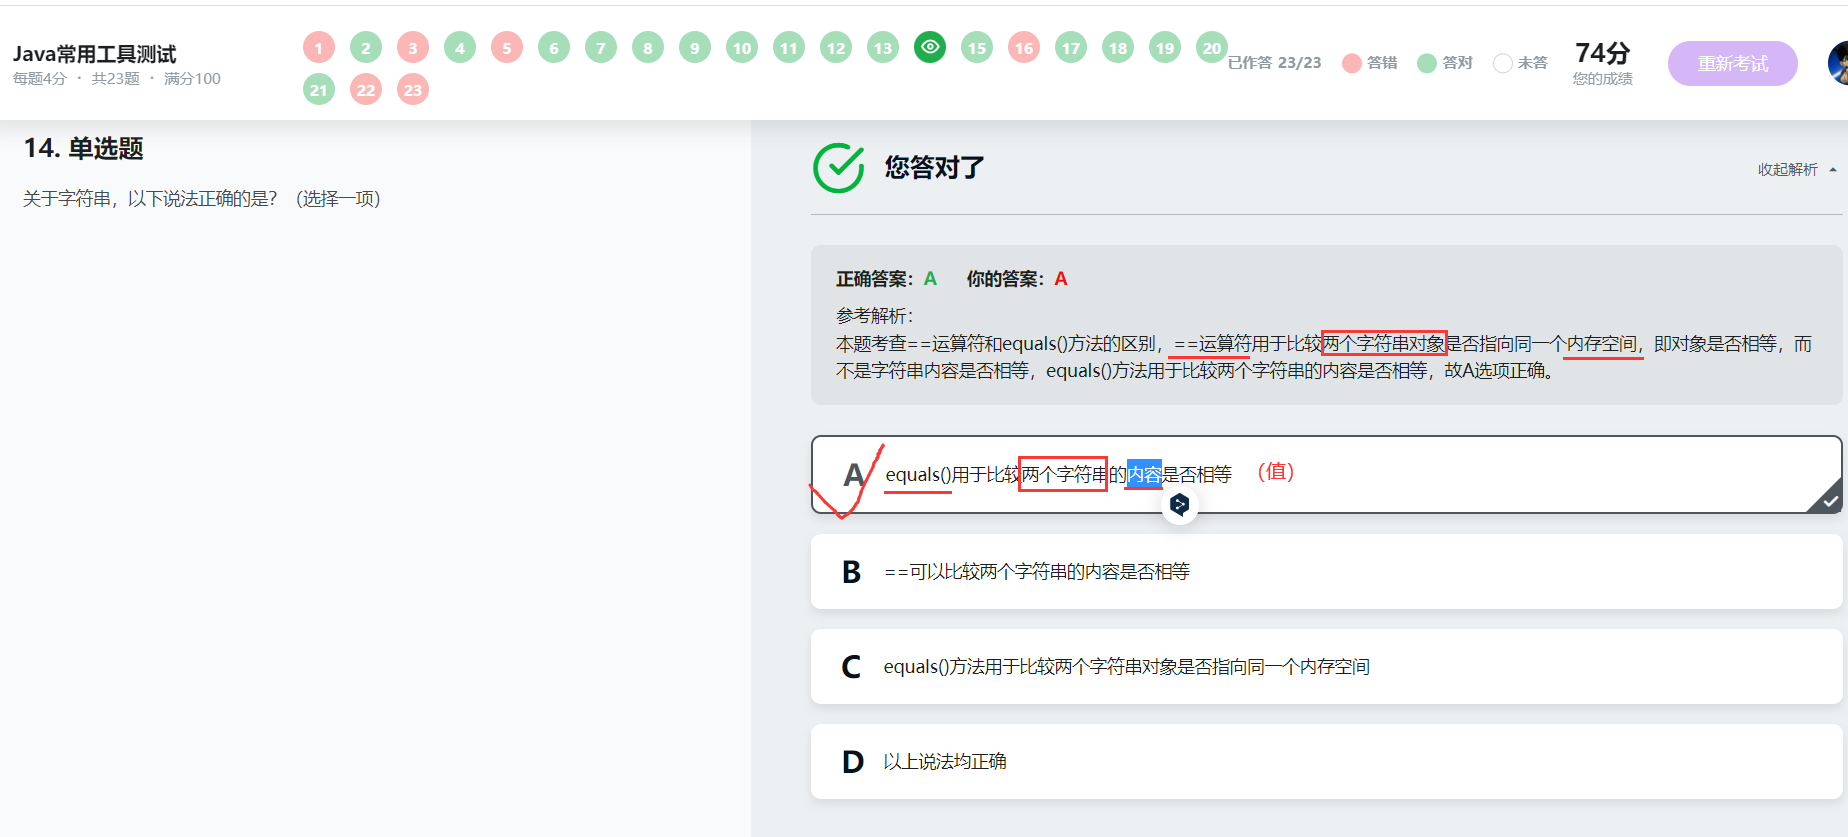 Java常用工具测试
每题4分 · 共23题 · 满分100
1 2 3 4 5 6 7 8 9 10 11 12 13 15 16 17 18 19 20
21 22 23
已作答 23/23 答错 答对 未答
74分
您的成绩
重新考试
14. 单选题
关于字符串，以下说法正确的是？（选择一项）
您答对了
收起解析
正确答案：A 你的答案：A
参考解析：
本题考查==运算符和equals()方法的区别，==运算符用于比较两个字符串对象是否指向同一个内存空间，即对象是否相等，而
不是字符串内容是否相等，equals()方法用于比较两个字符串的内容是否相等，故A选项正确。
A equals()用于比较两个字符串的内容是否相等 （值）
B ==可以比较两个字符串的内容是否相等
C equals()方法用于比较两个字符串对象是否指向同一个内存空间
D 以上说法均正确